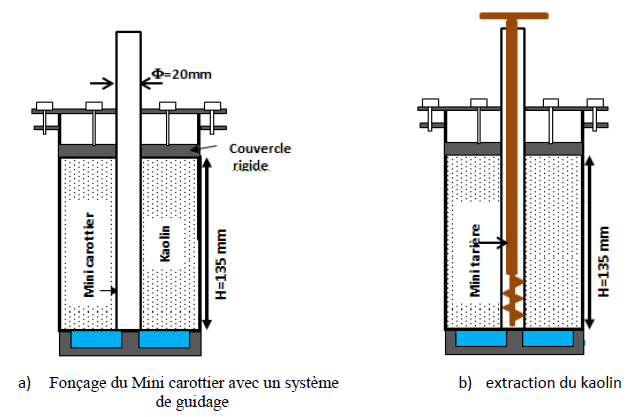 Φ=20mm
Couvercle
rigide
Mini carottier
Kaolin
H=135 mm
Mini tarière
H=135 mm
a) Fonçage du Mini carottier avec un système
de guidage
b) extraction du kaolin